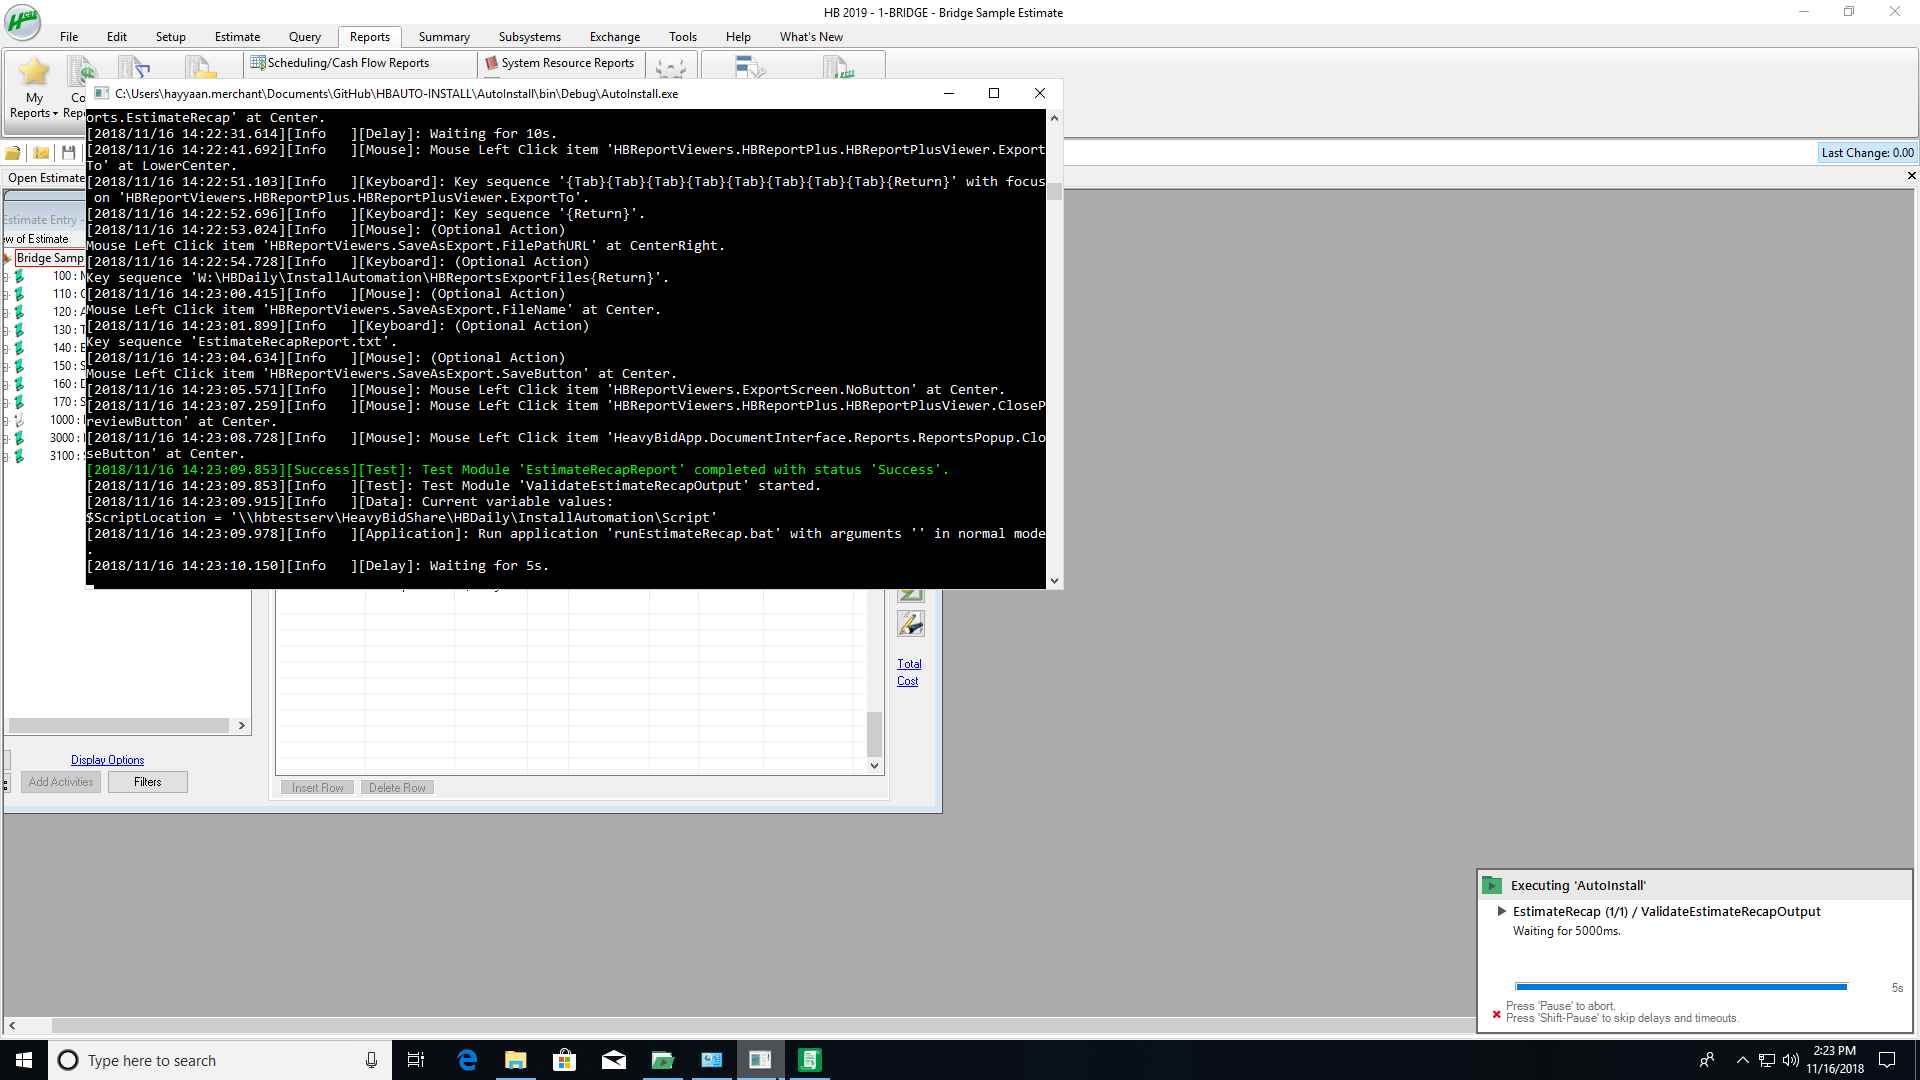 HB 2019 - 1-BRIDGE - Bridge Sample Estimate
File Edit Setup Estimate Query Reports Summary Subsystems Exchange Tools Help What's New
Scheduling/Cash Flow Reports System Resource Reports
My Reports
C:\Users\hayyaan.merchant\Documents\GitHub\HBAUTO-INSTALL\AutoInstall\bin\Debug\AutoInstall.exe
orts.EstimateRecap' at Center.
[2018/11/16 14:22:31.614][Info   ][Delay]: Waiting for 10s.
[2018/11/16 14:22:41.692][Info   ][Mouse]: Mouse Left Click item 'HBReportViewers.HBReportPlus.HBReportPlusViewer.Export
To' at LowerCenter.
[2018/11/16 14:22:51.103][Info   ][Keyboard]: Key sequence '{Tab}{Tab}{Tab}{Tab}{Tab}{Tab}{Tab}{Tab}{Return}' with focus
on 'HBReportViewers.HBReportPlus.HBReportPlusViewer.ExportTo'.
[2018/11/16 14:22:52.696][Info   ][Keyboard]: Key sequence '{Return}'.
[2018/11/16 14:22:53.024][Info   ][Mouse]: (Optional Action)
Mouse Left Click item 'HBReportViewers.SaveAsExport.FilePathURL' at CenterRight.
[2018/11/16 14:22:54.728][Info   ][Keyboard]: (Optional Action)
Key sequence 'W:\HBDaily\InstallAutomation\HBReportsExportFiles{Return}'.
[2018/11/16 14:23:00.415][Info   ][Mouse]: (Optional Action)
Mouse Left Click item 'HBReportViewers.SaveAsExport.FileName' at Center.
[2018/11/16 14:23:01.899][Info   ][Keyboard]: (Optional Action)
Key sequence 'EstimateRecapReport.txt'.
[2018/11/16 14:23:04.634][Info   ][Mouse]: (Optional Action)
Mouse Left Click item 'HBReportViewers.SaveAsExport.SaveButton' at Center.
[2018/11/16 14:23:05.571][Info   ][Mouse]: Mouse Left Click item 'HBReportViewers.ExportScreen.NoButton' at Center.
[2018/11/16 14:23:07.259][Info   ][Mouse]: Mouse Left Click item 'HBReportViewers.HBReportPlus.HBReportPlusViewer.CloseP
reviewButton' at Center.
[2018/11/16 14:23:08.728][Info   ][Mouse]: Mouse Left Click item 'HeavyBidApp.DocumentInterface.Reports.ReportsPopup.Clo
seButton' at Center.
[2018/11/16 14:23:09.853][Success][Test]: Test Module 'EstimateRecapReport' completed with status 'Success'.
[2018/11/16 14:23:09.853][Info   ][Test]: Test Module 'ValidateEstimateRecapOutput' started.
[2018/11/16 14:23:09.915][Info   ][Data]: Current variable values:
$ScriptLocation = '\\hbtestserv\HeavyBidShare\HBDaily\InstallAutomation\Script'
[2018/11/16 14:23:09.978][Info   ][Application]: Run application 'runEstimateRecap.bat' with arguments '' in normal mode
.
[2018/11/16 14:23:10.150][Info   ][Delay]: Waiting for 5s.
Last Change: 0.00
Open Estimate
Estimate Entry -
ew of Estimate
Bridge Samp
100 :
110 :
120 : A
130 : T
140 :
150 : S
160 : D
170 : S
1000 :
3000 :
3100 :
Display Options
Add Activities Filters
Insert Row Delete Row
Total
Cost
Executing 'AutoInstall'
EstimateRecap (1/1) / ValidateEstimateRecapOutput
Waiting for 5000ms.
5s
Press 'Pause' to abort.
Press 'Shift-Pause' to skip delays and timeouts.
Type here to search
2:23 PM
11/16/2018